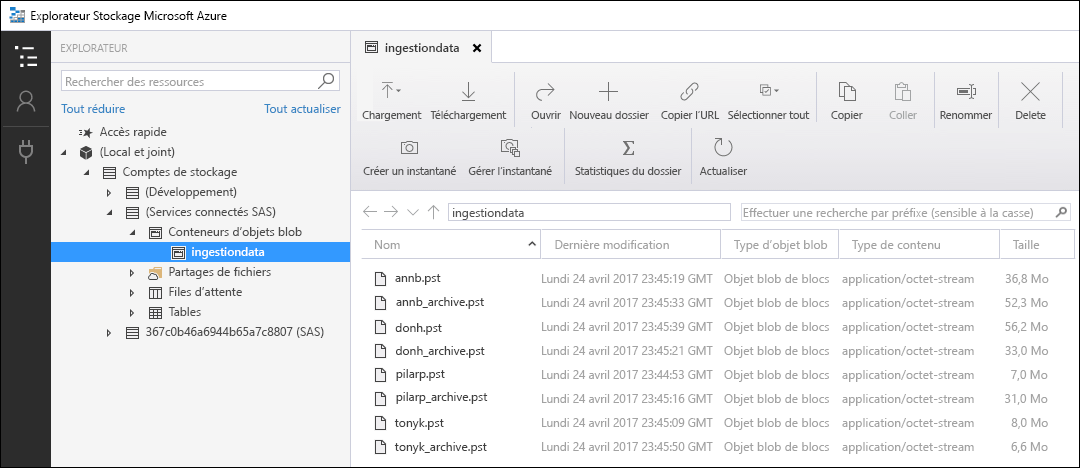 Explorateur Stockage Microsoft Azure
EXPLORATEUR
Rechercher des ressources
Tout réduire Tout actualiser
Accès rapide
(Local et joint)
Comptes de stockage
(Développement)
(Services connectés SAS)
Conteneurs d'objets blob
ingestiondata
Partages de fichiers
Files d'attente
Tables
367c0b46a6944b65a7c8807 (SAS)
ingestiondata
Chargement Téléchargement Ouvrir Nouveau dossier Copier l'URL Sélectionner tout Copier Coller Renommer Delete
Créer un instantané Gérer l'instantané Statistiques du dossier Actualiser
ingestiondata Effectuer une recherche par préfixe (sensible à la casse)
Nom Dernière modification Type d'objet blob Type de contenu Taille
annb.pst Lundi 24 avril 2017 23:45:19 GMT Objet blob de blocs application/octet-stream 36,8 Mo
annb_archive.pst Lundi 24 avril 2017 23:45:33 GMT Objet blob de blocs application/octet-stream 52,3 Mo
donh.pst Lundi 24 avril 2017 23:45:39 GMT Objet blob de blocs application/octet-stream 56,2 Mo
donh_archive.pst Lundi 24 avril 2017 23:45:21 GMT Objet blob de blocs application/octet-stream 33,0 Mo
pilarp.pst Lundi 24 avril 2017 23:44:53 GMT Objet blob de blocs application/octet-stream 7,0 Mo
pilarp_archive.pst Lundi 24 avril 2017 23:45:16 GMT Objet blob de blocs application/octet-stream 31,0 Mo
tonyk.pst Lundi 24 avril 2017 23:45:09 GMT Objet blob de blocs application/octet-stream 8,0 Mo
tonyk_archive.pst Lundi 24 avril 2017 23:45:50 GMT Objet blob de blocs application/octet-stream 6,6 Mo